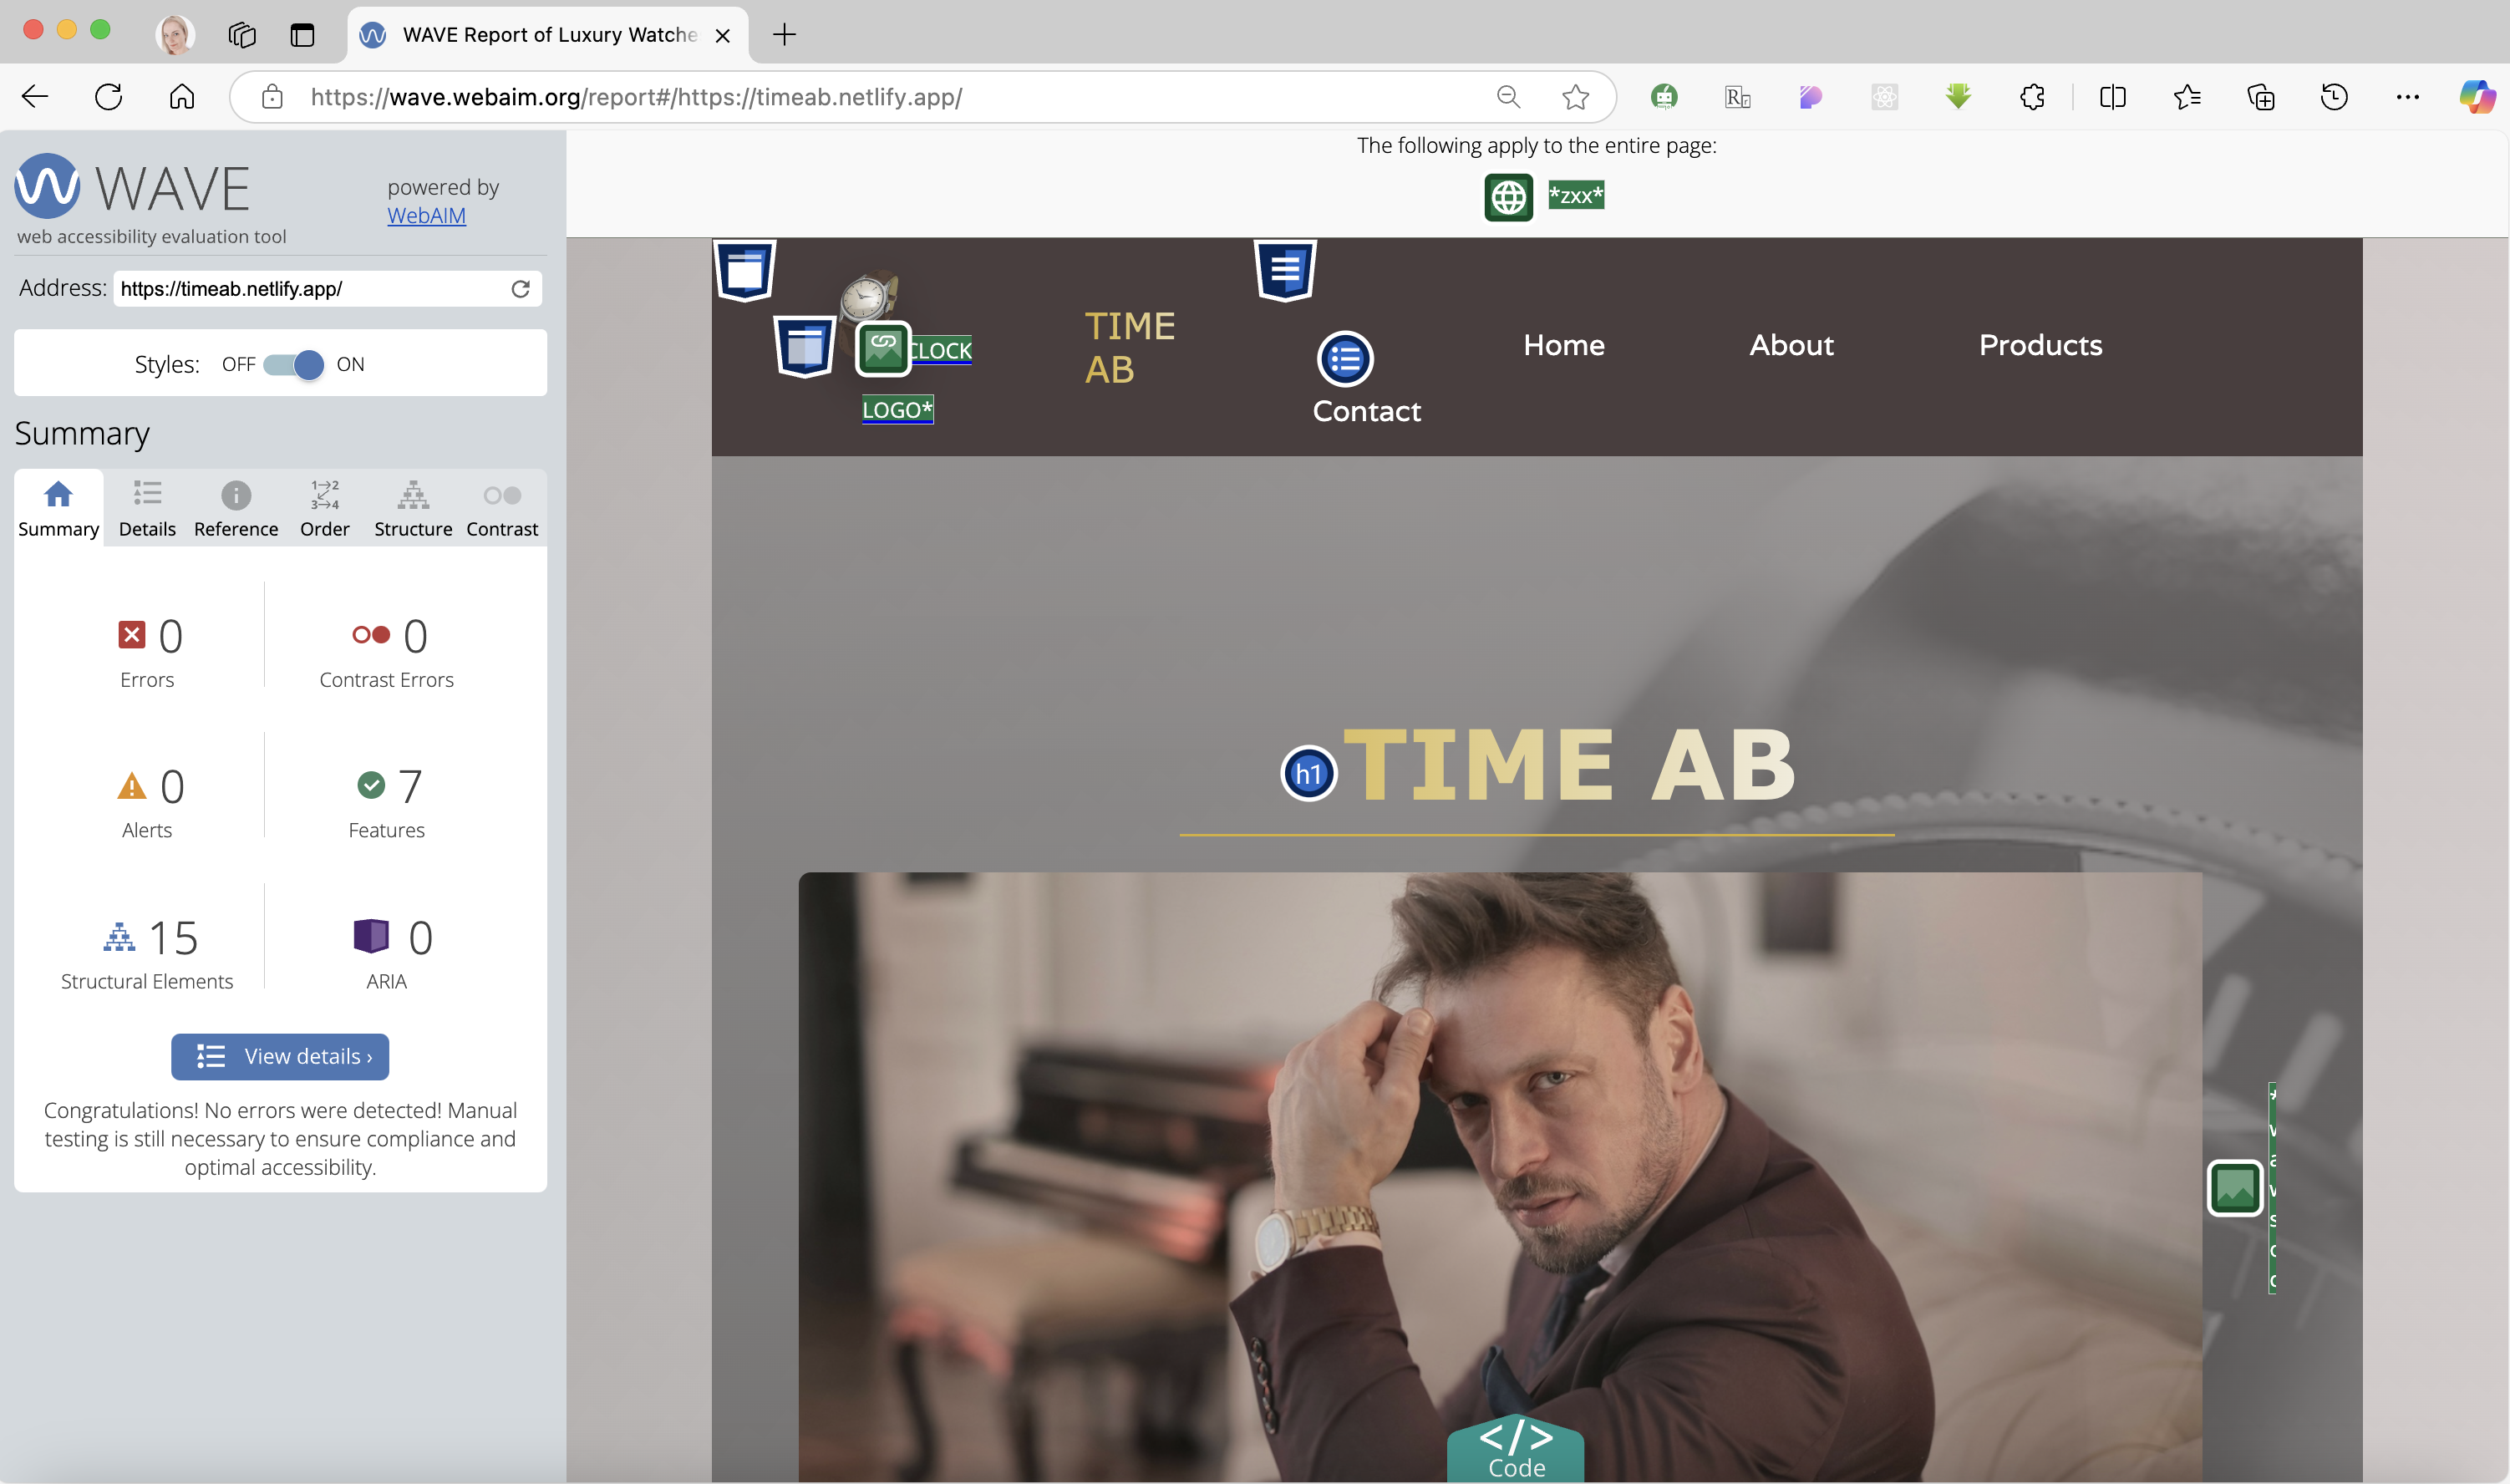 WAVE Report of Luxury Watche
https://wave.webaim.org/report#/https://timeab.netlify.app/
WAVE
powered by
WebAIM
web accessibility evaluation tool
Address: https://timeab.netlify.app/
Styles: OFF ON
Summary
1 2
3 4
Summary Details Reference Order Structure Contrast
0 0
Errors Contrast Errors
0 7
Alerts Features
15 0
Structural Elements ARIA
View details ›
Congratulations! No errors were detected! Manual
testing is still necessary to ensure compliance and
optimal accessibility.
The following apply to the entire page:
*zxx*
CLOCK
LOGO*
TIME
AB
Home About Products
Contact
h1 TIME AB
</>
Code